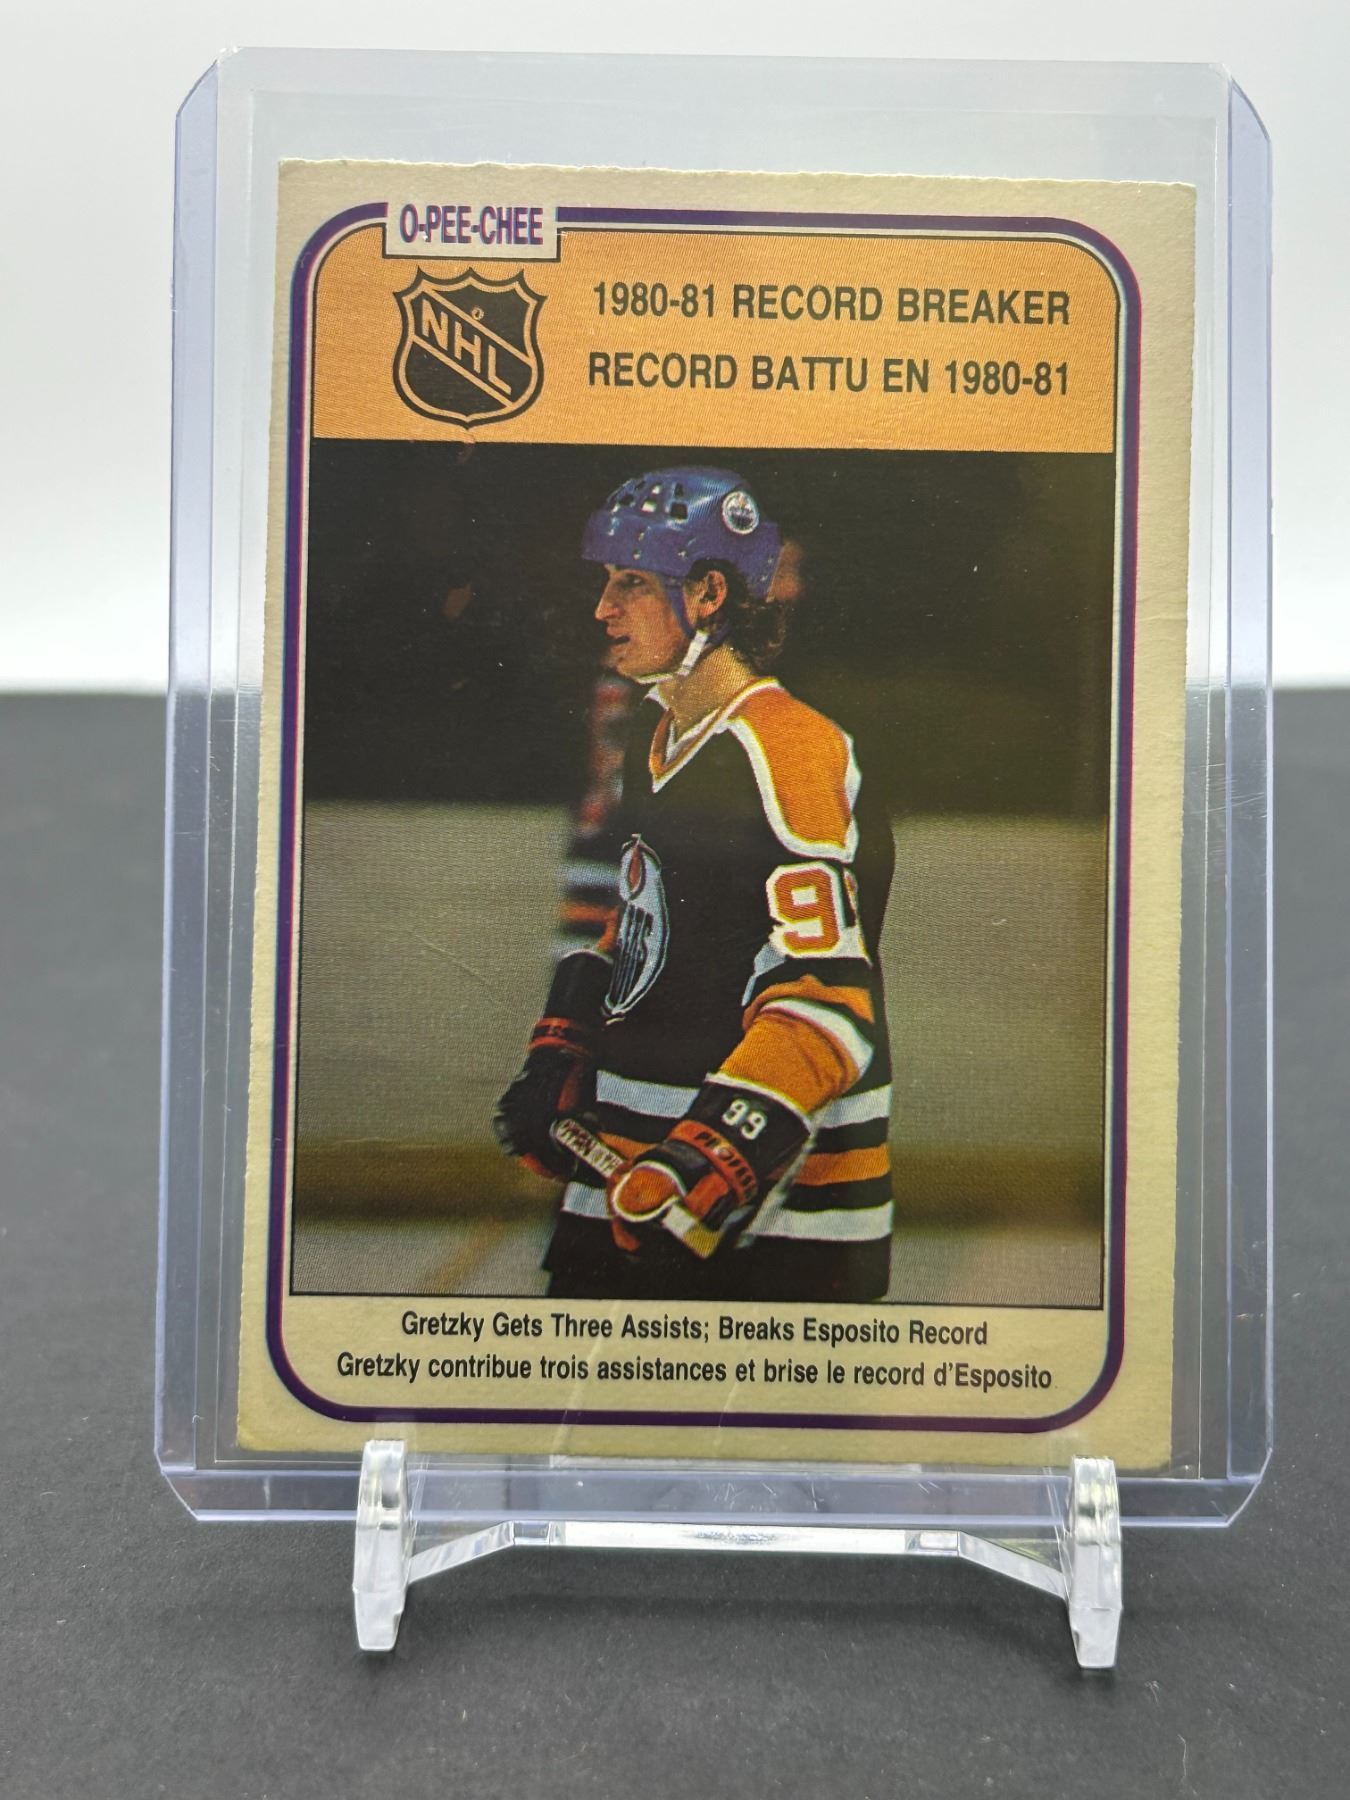 O-PEE-CHEE
NHL
1980-81 RECORD BREAKER
RECORD BATTU EN 1980-81
99
Gretzky Gets Three Assists; Breaks Esposito Record
Gretzky contribue trois assistances et brise le record d'Esposito